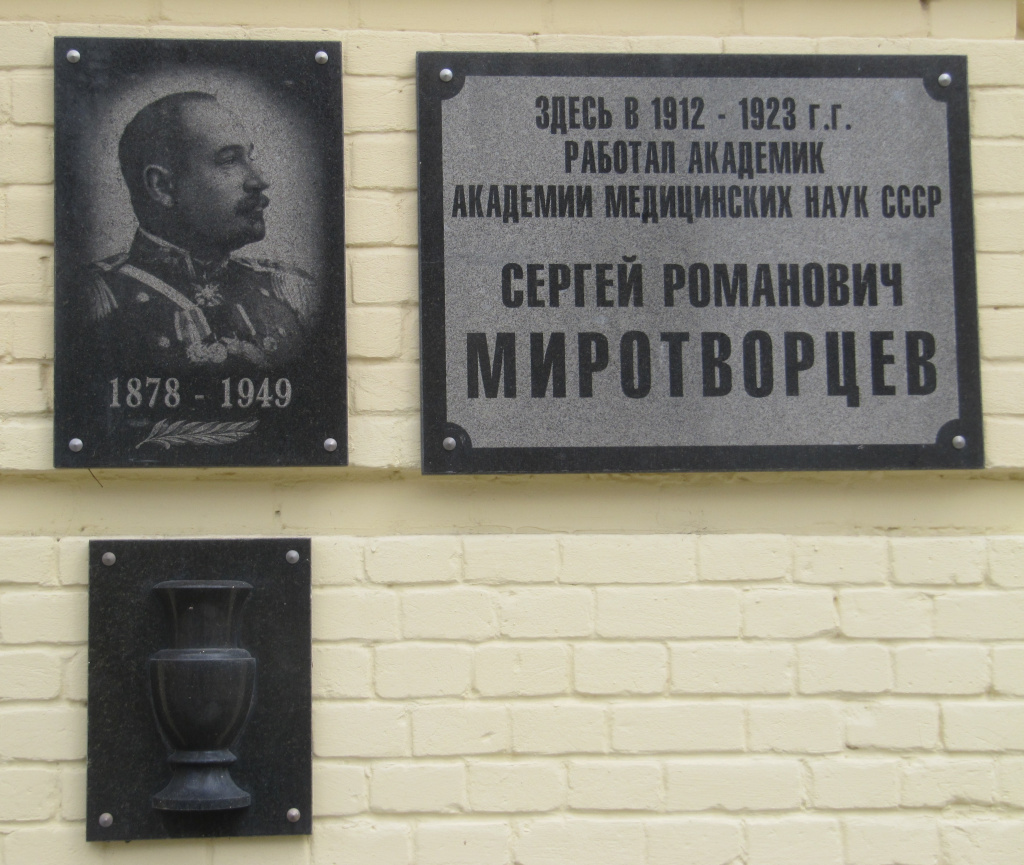 1878 - 1949
ЗДЕСЬ В 1912 - 1923 г.г.
РАБОТАЛ АКАДЕМИК
АКАДЕМИИ МЕДИЦИНСКИХ НАУК СССР
СЕРГЕЙ РОМАНОВИЧ
МИРОТВОРЦЕВ